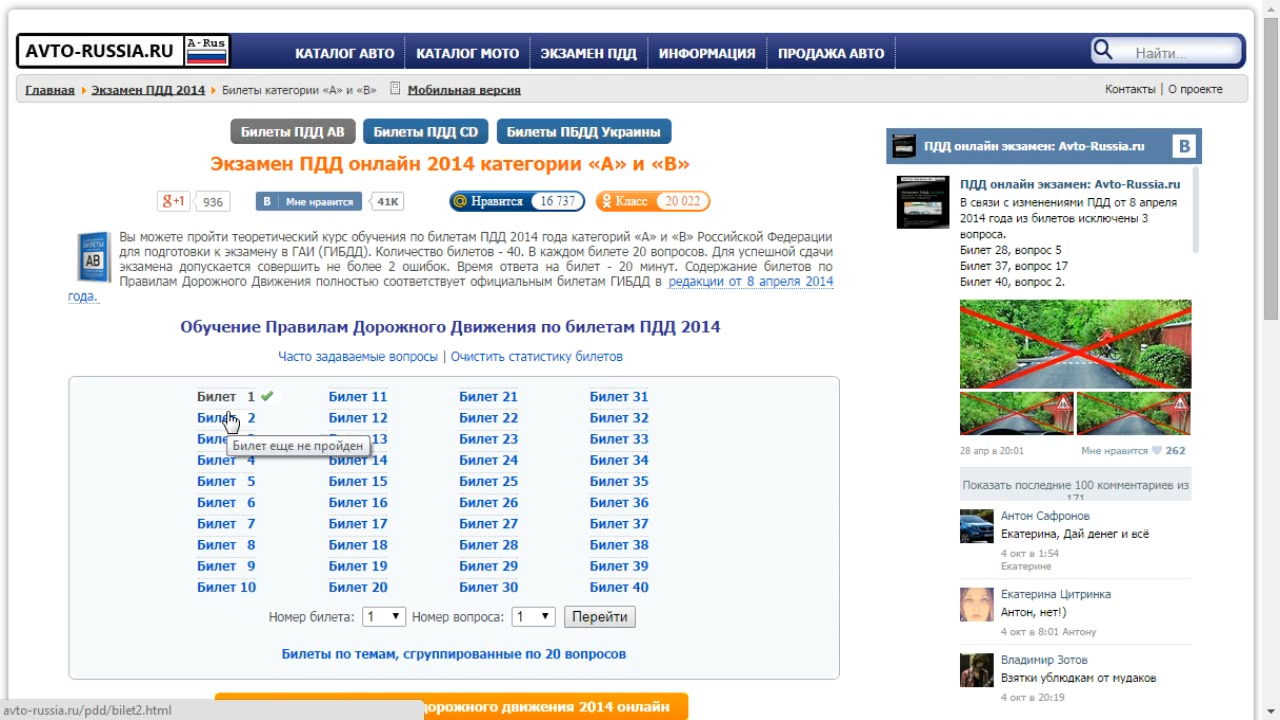 AVTO-RUSSIA.RU
A-Rus
КАТАЛОГ АВТО
КАТАЛОГ МОТО
ЭКЗАМЕН ПДД
ИНФОРМАЦИЯ
ПРОДАЖА АВТО
Найти...
Главная
Экзамен ПДД 2014
Билеты категории «А» и «В»
Мобильная версия
Контакты | О проекте
Билеты ПДД AB
Билеты ПДД CD
Билеты ПБДД Украины
Экзамен ПДД онлайн 2014 категории «А» и «В»
g+1
936
В Мне нравится
41K
Нравится
16 737
Класс
20 022
БИЛЕТЫ
AB
Вы можете пройти теоретический курс обучения по билетам ПДД 2014 года категорий «А» и «В» Российской Федерации
для подготовки к экзамену в ГАИ (ГИБДД). Количество билетов - 40. В каждом билете 20 вопросов. Для успешной сдачи
экзамена допускается совершить не более 2 ошибок. Время ответа на билет - 20 минут. Содержание билетов по
Правилам Дорожного Движения полностью соответствует официальным билетам ГИБДД в редакции от 8 апреля 2014
года.
Обучение Правилам Дорожного Движения по билетам ПДД 2014
Часто задаваемые вопросы | Очистить статистику билетов
Билет 1
Билет 11
Билет 21
Билет 31
2
Билет 12
Билет 22
Билет 32
13
Билет 23
Билет 33
Билет еще не пройден
Билет 4
Билет 14
Билет 24
Билет 34
Билет 5
Билет 15
Билет 25
Билет 35
Билет 6
Билет 16
Билет 26
Билет 36
Билет 7
Билет 17
Билет 27
Билет 37
Билет 8
Билет 18
Билет 28
Билет 38
Билет 9
Билет 19
Билет 29
Билет 39
Билет 10
Билет 20
Билет 30
Билет 40
Номер билета: 1 Номер вопроса: 1 Перейти
Билеты по темам, сгруппированные по 20 вопросов
дорожного движения 2014 онлайн
avto-russia.ru/pdd/bilet2.html
ПДД онлайн экзамен: Avto-Russia.ru
В
ПДД онлайн экзамен: Avto-Russia.ru
В связи с изменениями ПДД от 8 апреля
2014 года из билетов исключены 3
вопроса.
Билет 28, вопрос 5
Билет 37, вопрос 17
Билет 40, вопрос 2.
28 апр в 20:01
Мне нравится 262
Показать последние 100 комментариев из
171
Антон Сафронов
Екатерина, Дай денег и всё
4 окт в 1:54
Екатерине
Екатерина Цитринка
Антон, нет!)
4 окт в 8:01 Антону
Владимир Зотов
Взятки ублюдкам от мудаков
4 окт в 20:19